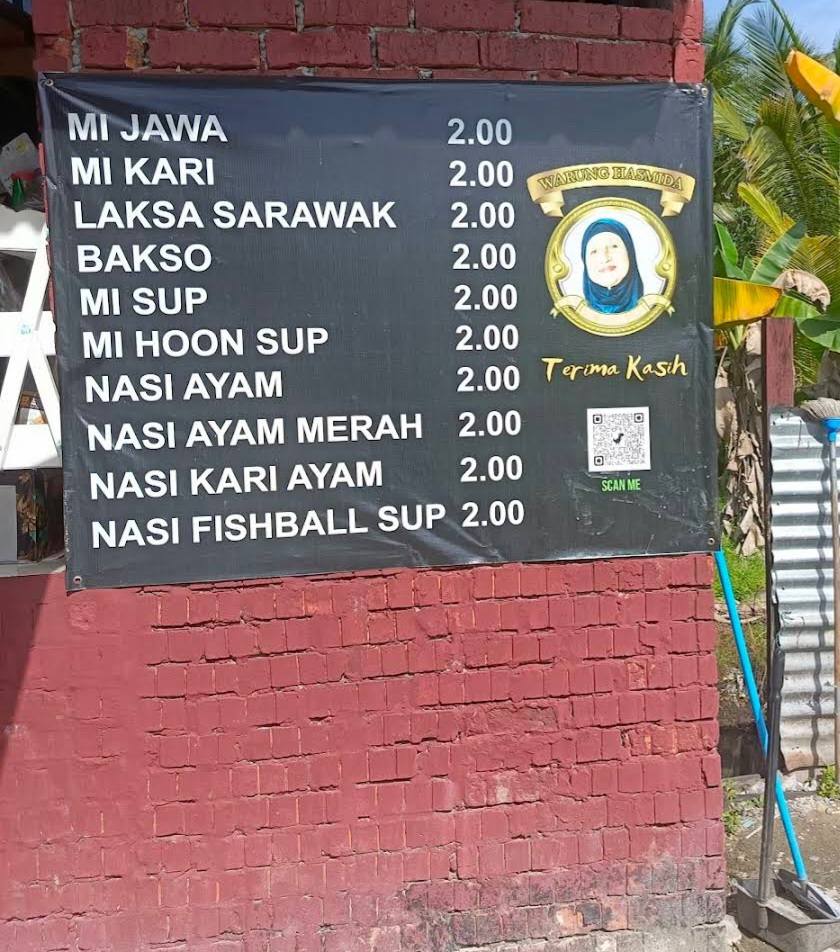 MI JAWA 2.00
MI KARI 2.00
LAKSA SARAWAK 2.00
BAKSO 2.00
MI SUP 2.00
MI HOON SUP 2.00
NASI AYAM 2.00
NASI AYAM MERAH 2.00
NASI KARI AYAM 2.00
NASI FISHBALL SUP 2.00
WARUNG HASMIDA
Terima Kasih
SCAN ME